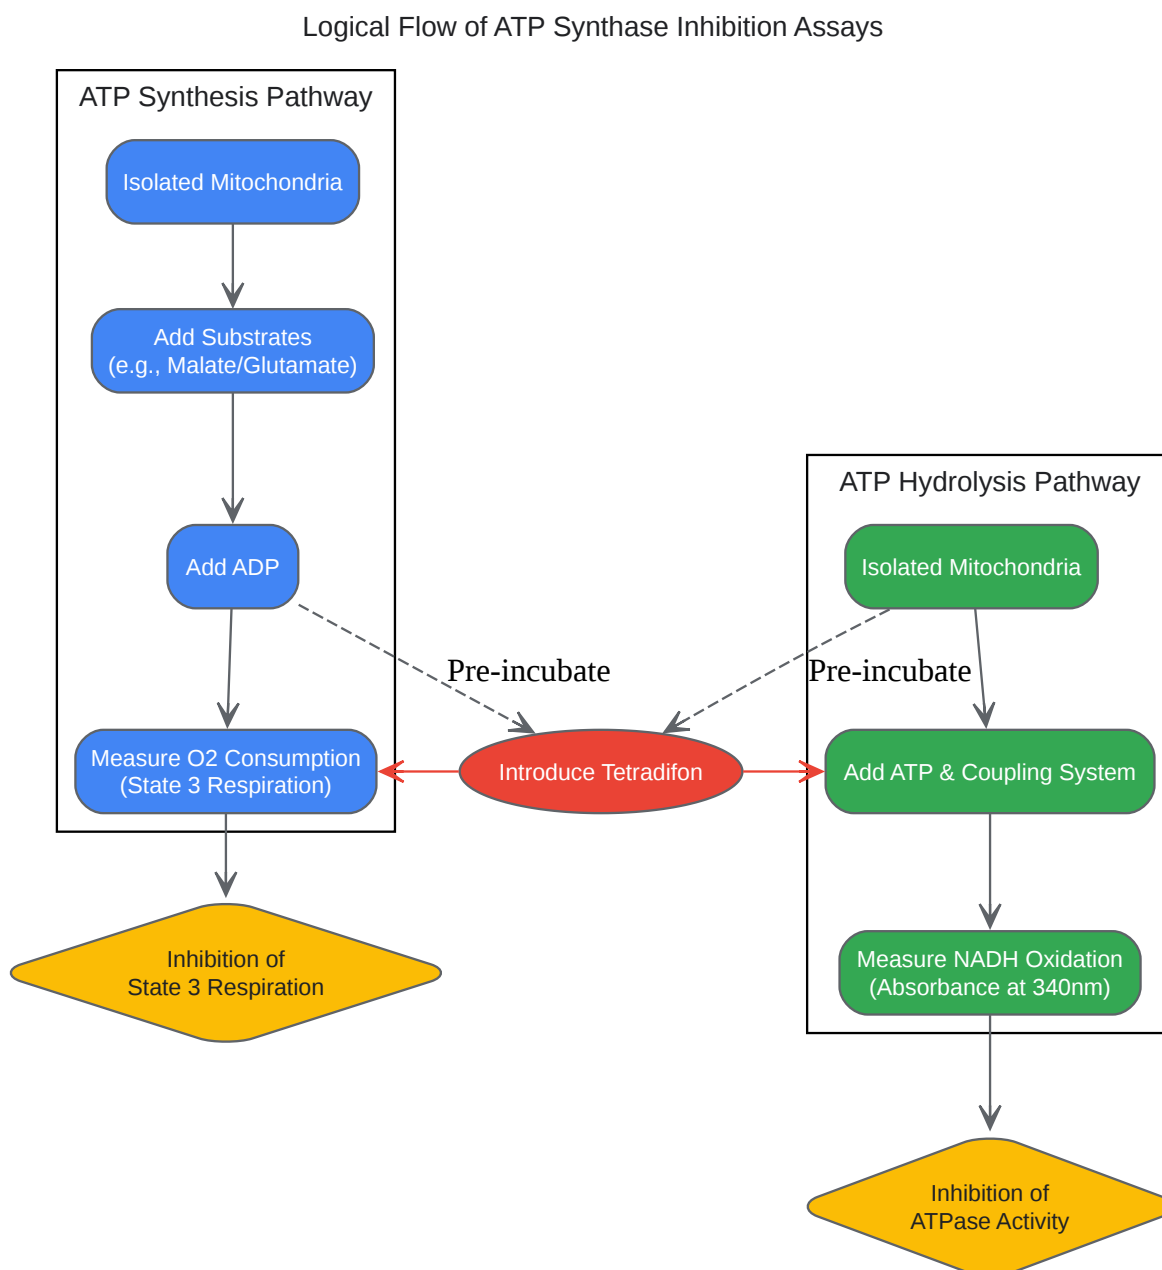 Logical Flow of ATP Synthase Inhibition Assays
ATP Synthesis Pathway
Isolated Mitochondria
Add Substrates
(e.g., Malate/Glutamate)
Add ADP
Pre-incubate
Measure O2 Consumption
(State 3 Respiration)
Introduce Tetradifon
Inhibition of
State 3 Respiration
ATP Hydrolysis Pathway
Isolated Mitochondria
Pre-incubate
Add ATP & Coupling System
Measure NADH Oxidation
(Absorbance at 340nm)
Inhibition of
ATPase Activity